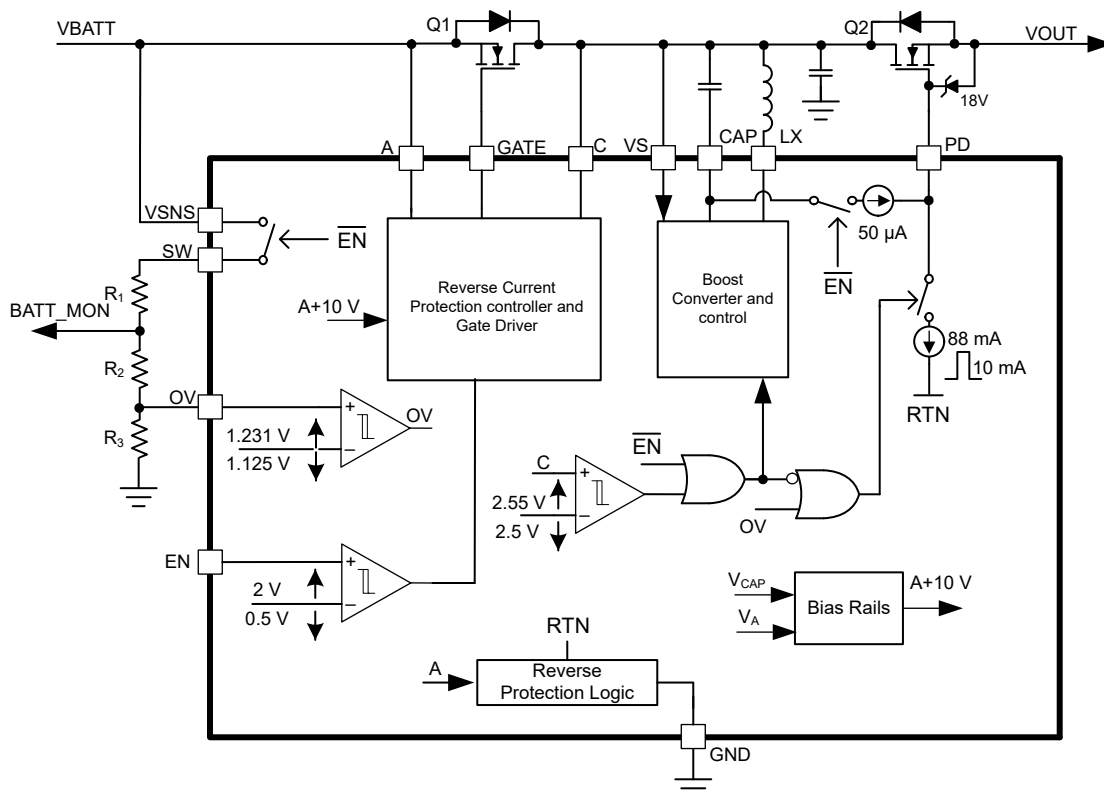 VBATT
Q1
Q2
VOUT
18V
A
GATE
C
VS
CAP
LX
PD
VSNS
EN
SW
50 µA
EN
R1
BATT_MON
A+10 V
Reverse Current
Protection controller and
Gate Driver
Boost
Converter and
control
88 mA
10 mA
RTN
R2
OV
R3
+
OV
1.231 V
−
1.125 V
EN
C
+
2.55 V
−
2.5 V
OV
EN
+
2 V
−
0.5 V
VCAP
VA
Bias Rails
A+10 V
RTN
A
Reverse
Protection Logic
GND